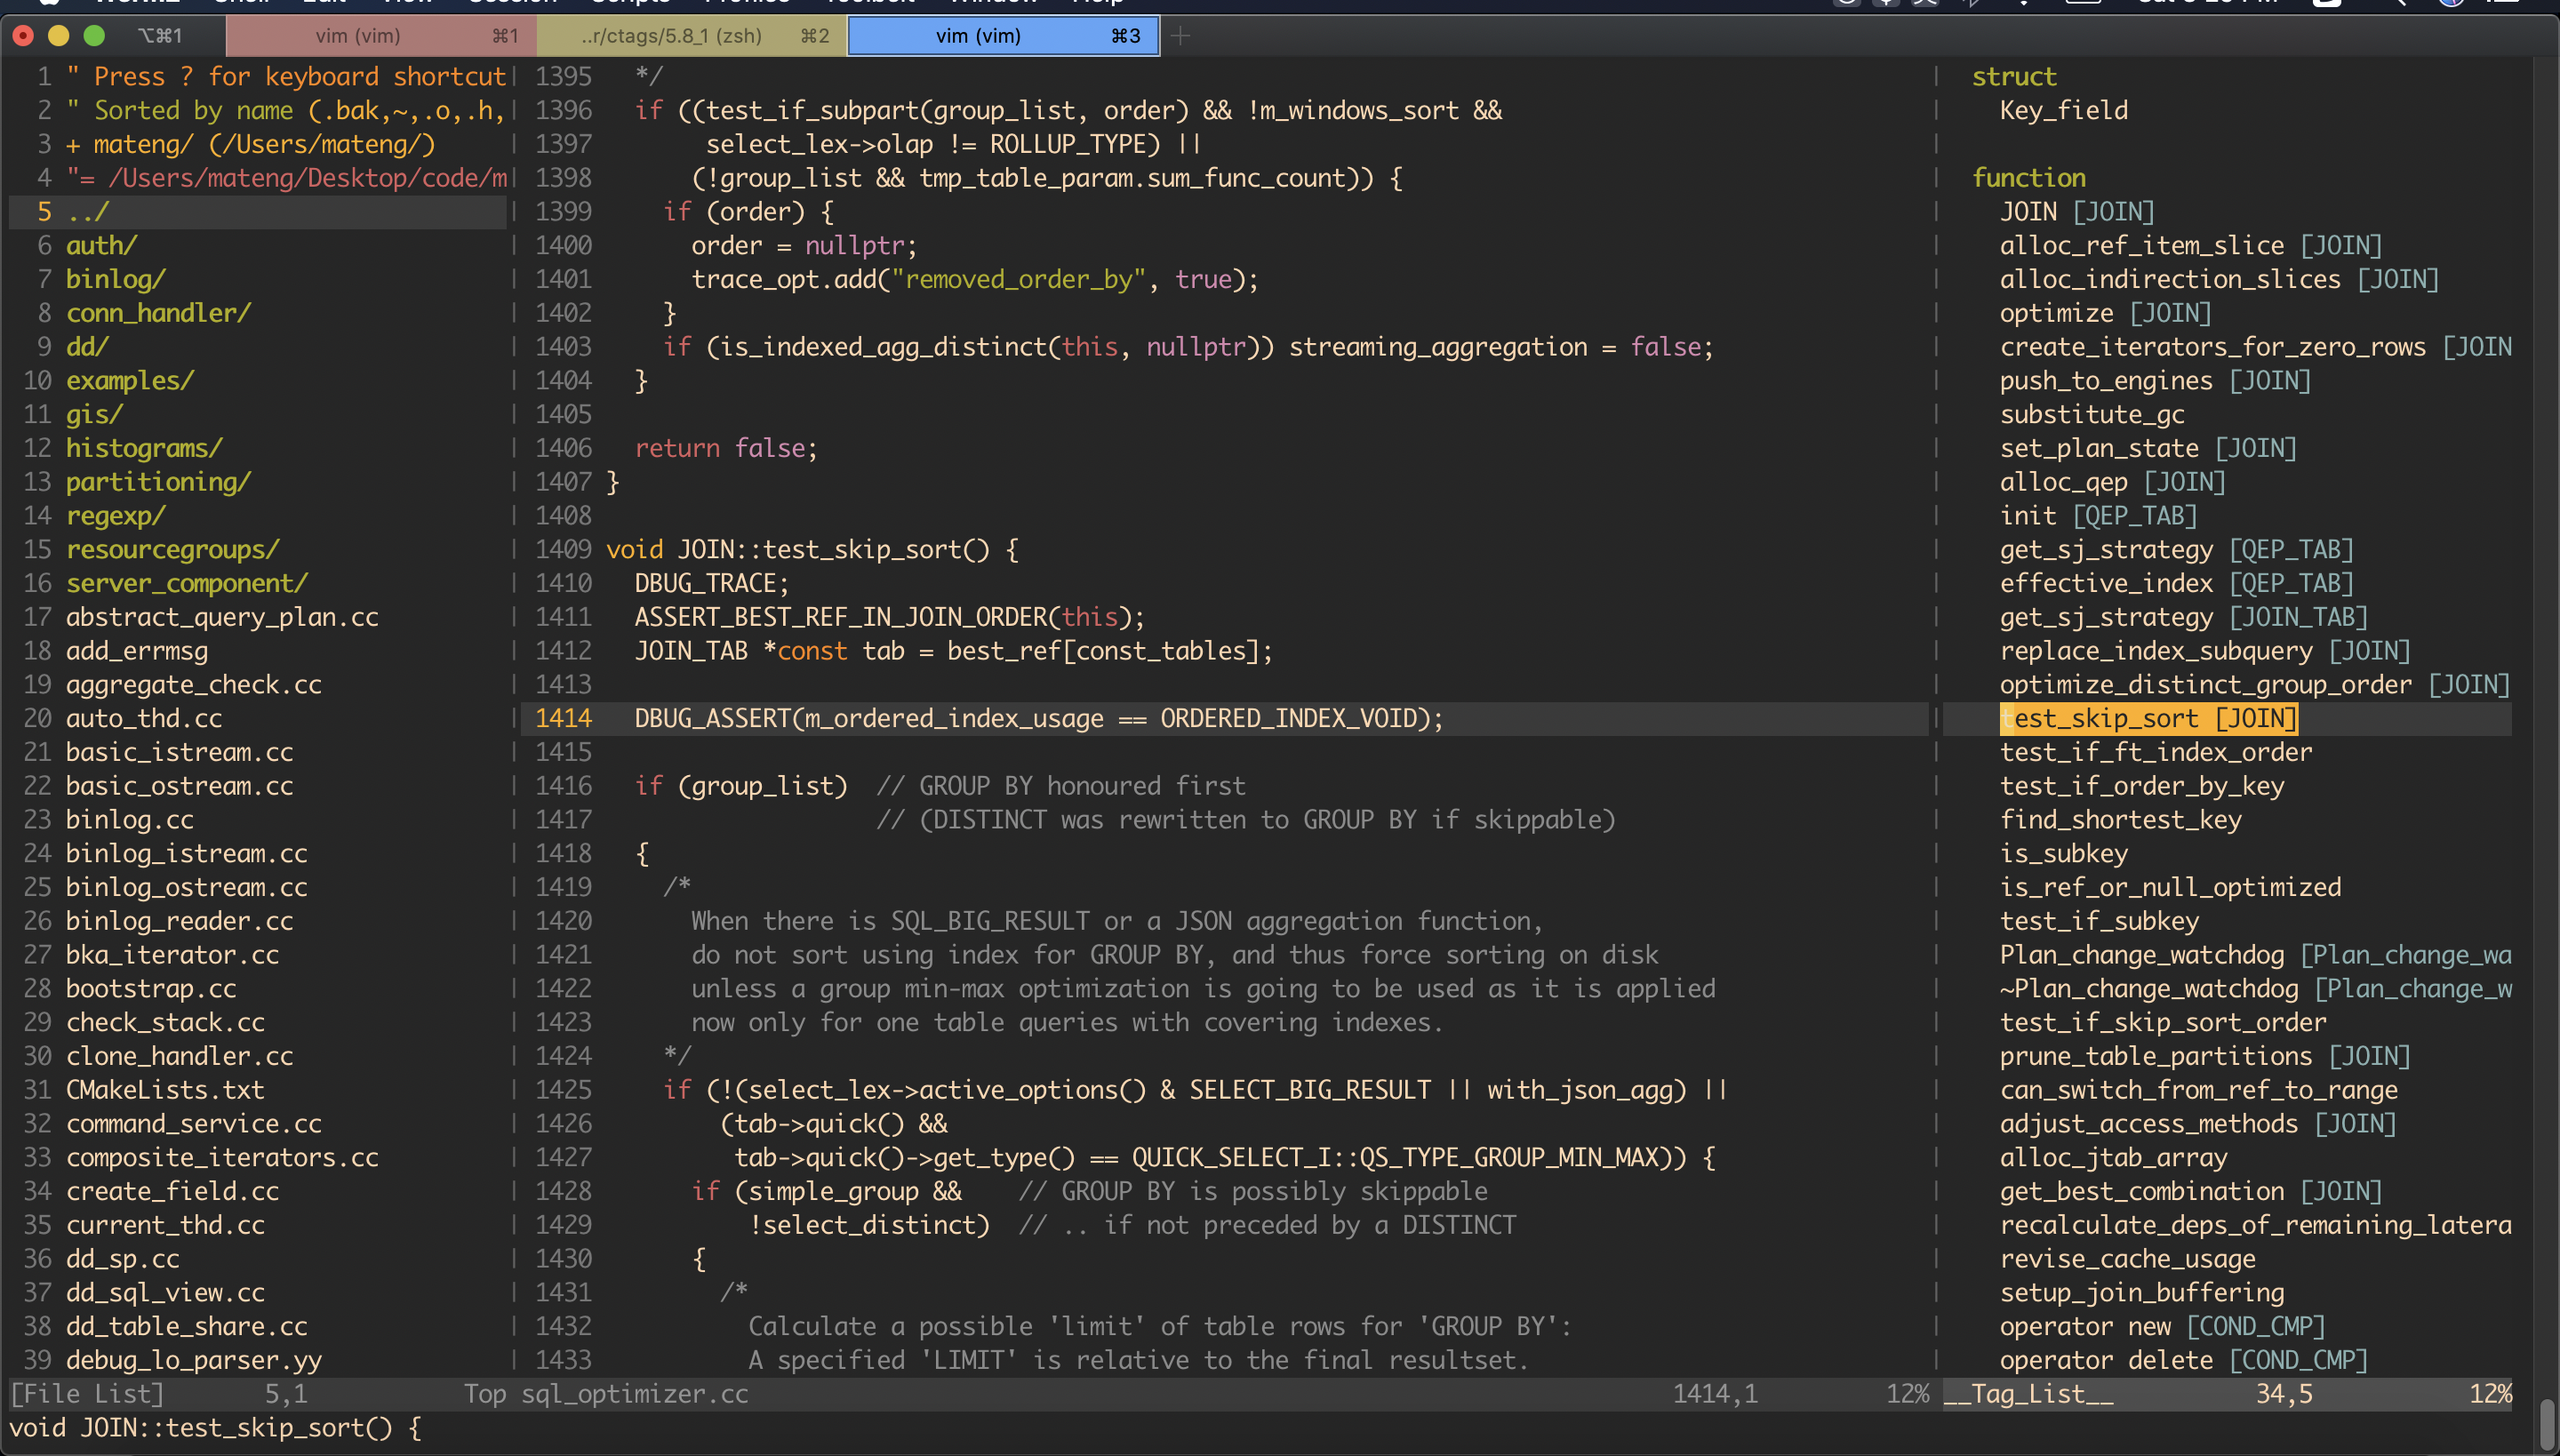 ⌥⌘1 vim (vim) ⌘1 ..r/ctags/5.8_1 (zsh) ⌘2 vim (vim) ⌘3 +
1 " Press ? for keyboard shortcut
2 " Sorted by name (.bak,~,.o,.h,
3 + mateng/ (/Users/mateng/)
4 "= /Users/mateng/Desktop/code/m
5 ../
6 auth/
7 binlog/
8 conn_handler/
9 dd/
10 examples/
11 gis/
12 histograms/
13 partitioning/
14 regexp/
15 resourcegroups/
16 server_component/
17 abstract_query_plan.cc
18 add_errmsg
19 aggregate_check.cc
20 auto_thd.cc
21 basic_istream.cc
22 basic_ostream.cc
23 binlog.cc
24 binlog_istream.cc
25 binlog_ostream.cc
26 binlog_reader.cc
27 bka_iterator.cc
28 bootstrap.cc
29 check_stack.cc
30 clone_handler.cc
31 CMakeLists.txt
32 command_service.cc
33 composite_iterators.cc
34 create_field.cc
35 current_thd.cc
36 dd_sp.cc
37 dd_sql_view.cc
38 dd_table_share.cc
39 debug_lo_parser.yy
[File List] 5,1 Top
1395 */
1396 if ((test_if_subpart(group_list, order) && !m_windows_sort &&
1397 select_lex->olap != ROLLUP_TYPE) ||
1398 (!group_list && tmp_table_param.sum_func_count)) {
1399 if (order) {
1400 order = nullptr;
1401 trace_opt.add("removed_order_by", true);
1402 }
1403 if (is_indexed_agg_distinct(this, nullptr)) streaming_aggregation = false;
1404 }
1405
1406 return false;
1407 }
1408
1409 void JOIN::test_skip_sort() {
1410 DBUG_TRACE;
1411 ASSERT_BEST_REF_IN_JOIN_ORDER(this);
1412 JOIN_TAB *const tab = best_ref[const_tables];
1413
1414 DBUG_ASSERT(m_ordered_index_usage == ORDERED_INDEX_VOID);
1415
1416 if (group_list) // GROUP BY honoured first
1417 // (DISTINCT was rewritten to GROUP BY if skippable)
1418 {
1419 /*
1420 When there is SQL_BIG_RESULT or a JSON aggregation function,
1421 do not sort using index for GROUP BY, and thus force sorting on disk
1422 unless a group min-max optimization is going to be used as it is applied
1423 now only for one table queries with covering indexes.
1424 */
1425 if (!(select_lex->active_options() & SELECT_BIG_RESULT || with_json_agg) ||
1426 (tab->quick() &&
1427 tab->quick()->get_type() == QUICK_SELECT_I::QS_TYPE_GROUP_MIN_MAX)) {
1428 if (simple_group && // GROUP BY is possibly skippable
1429 !select_distinct) // .. if not preceded by a DISTINCT
1430 {
1431 /*
1432 Calculate a possible 'limit' of table rows for 'GROUP BY':
1433 A specified 'LIMIT' is relative to the final resultset.
sql_optimizer.cc 1414,1 12%
struct
Key_field
function
JOIN [JOIN]
alloc_ref_item_slice [JOIN]
alloc_indirection_slices [JOIN]
optimize [JOIN]
create_iterators_for_zero_rows [JOIN
push_to_engines [JOIN]
substitute_gc
set_plan_state [JOIN]
alloc_qep [JOIN]
init [QEP_TAB]
get_sj_strategy [QEP_TAB]
effective_index [QEP_TAB]
get_sj_strategy [JOIN_TAB]
replace_index_subquery [JOIN]
optimize_distinct_group_order [JOIN]
test_skip_sort [JOIN]
test_if_ft_index_order
test_if_order_by_key
find_shortest_key
is_subkey
is_ref_or_null_optimized
test_if_subkey
Plan_change_watchdog [Plan_change_wa
~Plan_change_watchdog [Plan_change_w
test_if_skip_sort_order
prune_table_partitions [JOIN]
can_switch_from_ref_to_range
adjust_access_methods [JOIN]
alloc_jtab_array
get_best_combination [JOIN]
recalculate_deps_of_remaining_latera
revise_cache_usage
setup_join_buffering
operator new [COND_CMP]
operator delete [COND_CMP]
__Tag_List__ 34,5 12%
void JOIN::test_skip_sort() {